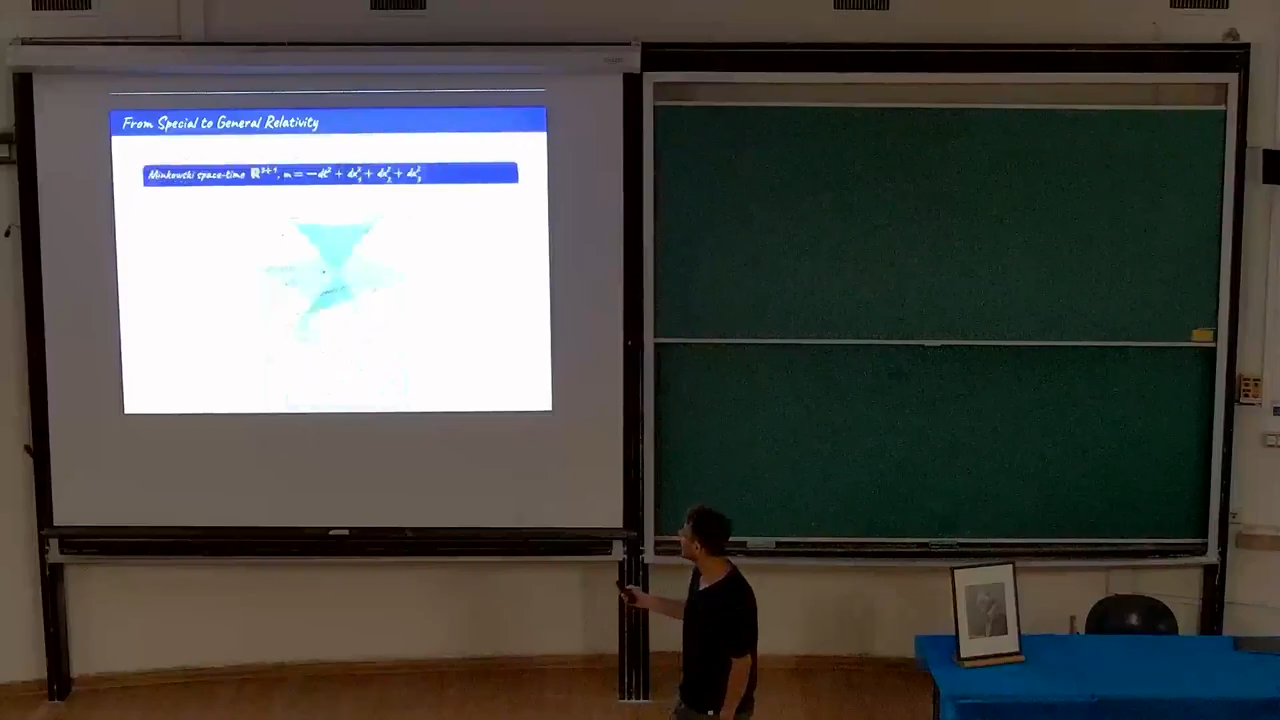 From Special to General Relativity
Minkowski space-time ℝ³⁺¹, m = −dt² + dx₁² + dx₂² + dx₃²